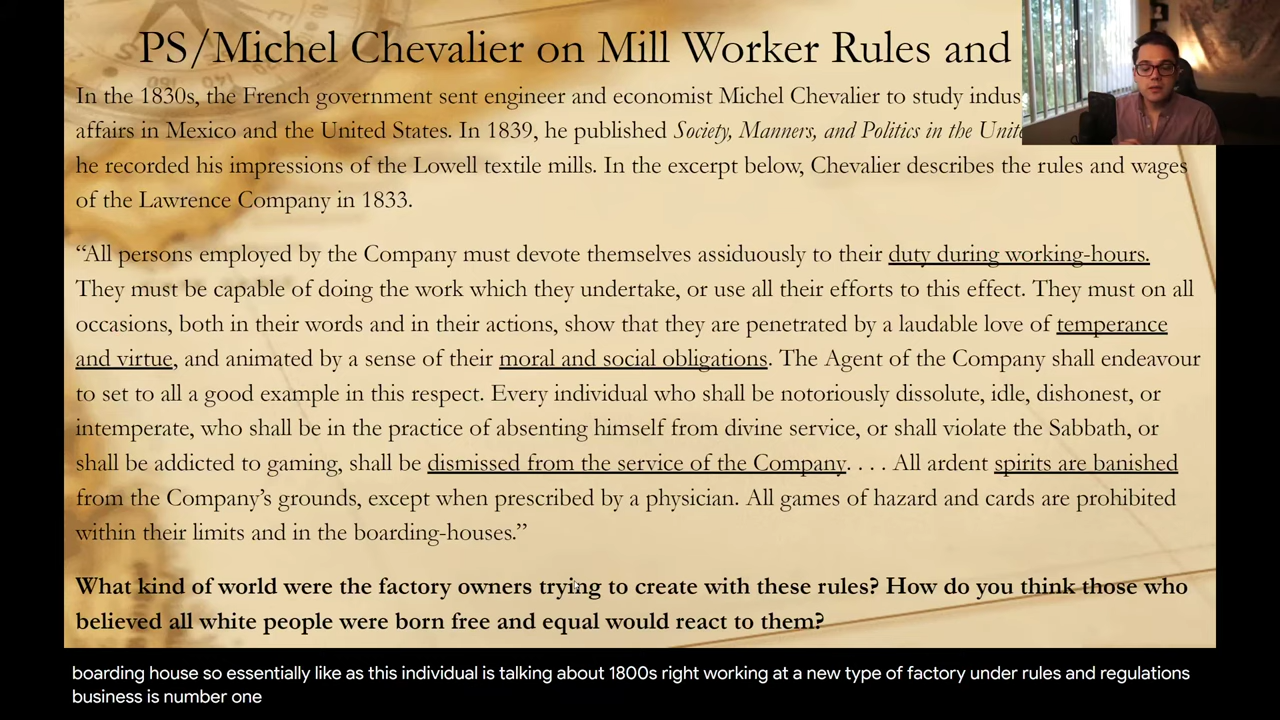 PS/Michel Chevalier on Mill Worker Rules and
In the 1830s, the French government sent engineer and economist Michel Chevalier to study indus
affairs in Mexico and the United States. In 1839, he published Society, Manners, and Politics in the Unite
he recorded his impressions of the Lowell textile mills. In the excerpt below, Chevalier describes the rules and wages
of the Lawrence Company in 1833.
“All persons employed by the Company must devote themselves assiduously to their duty during working-hours.
They must be capable of doing the work which they undertake, or use all their efforts to this effect. They must on all
occasions, both in their words and in their actions, show that they are penetrated by a laudable love of temperance
and virtue, and animated by a sense of their moral and social obligations. The Agent of the Company shall endeavour
to set to all a good example in this respect. Every individual who shall be notoriously dissolute, idle, dishonest, or
intemperate, who shall be in the practice of absenting himself from divine service, or shall violate the Sabbath, or
shall be addicted to gaming, shall be dismissed from the service of the Company. . . . All ardent spirits are banished
from the Company’s grounds, except when prescribed by a physician. All games of hazard and cards are prohibited
within their limits and in the boarding-houses.”
What kind of world were the factory owners trying to create with these rules? How do you think those who
believed all white people were born free and equal would react to them?
boarding house so essentially like as this individual is talking about 1800s right working at a new type of factory under rules and regulations
business is number one